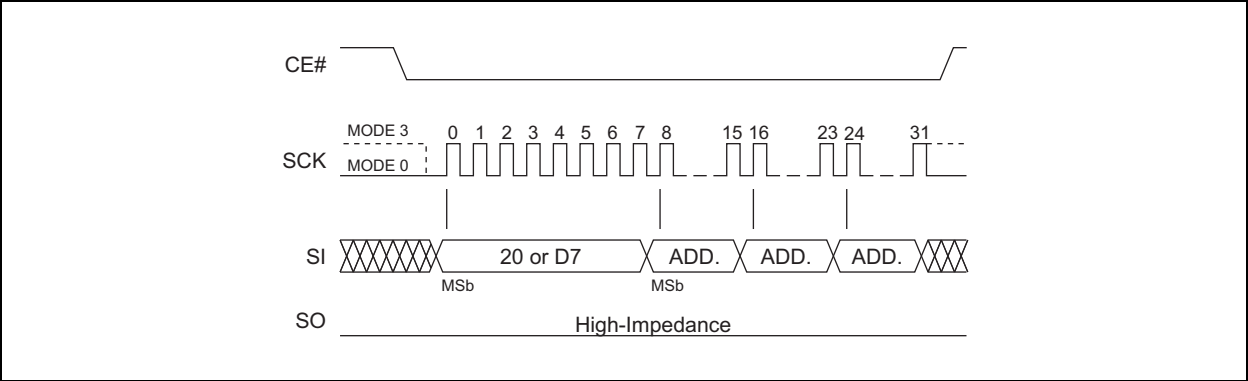 CE#
MODE 3
0 1 2 3 4 5 6 7 8 15 16 23 24 31
SCK
MODE 0
SI
20 or D7 ADD. ADD. ADD.
MSb MSb
SO
High-Impedance